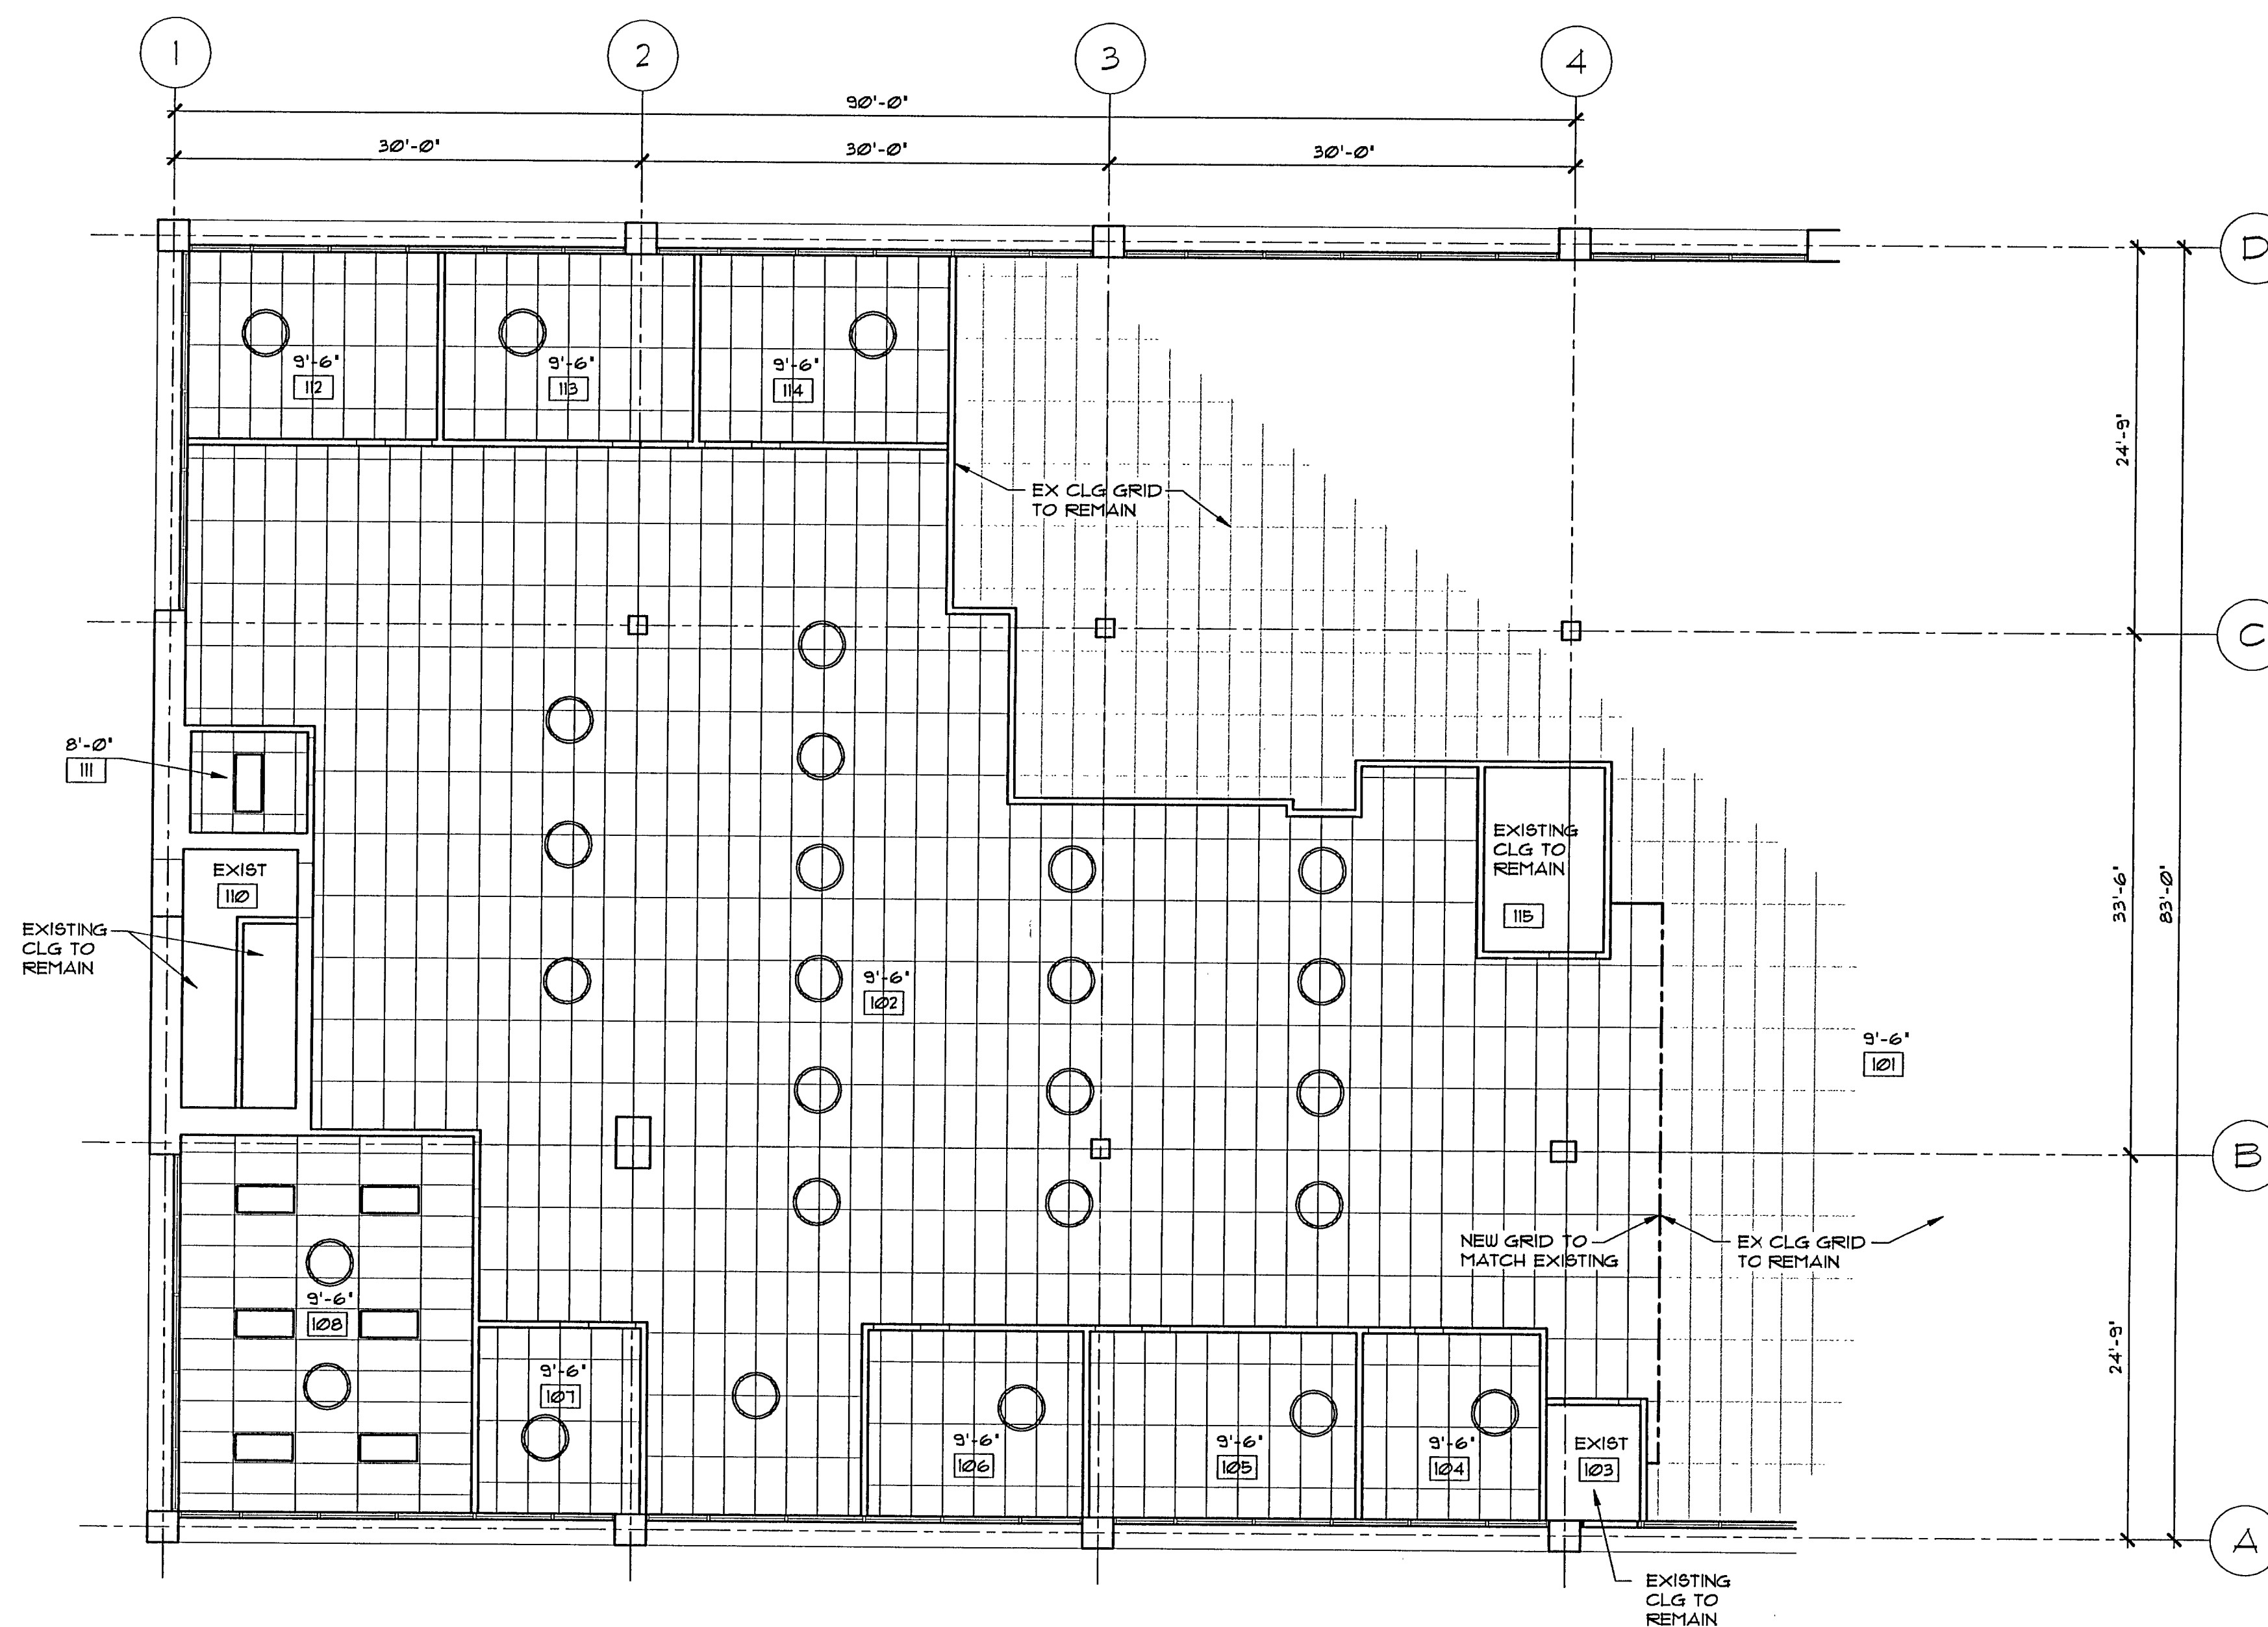 1
2
3
4
90'-0"
30'-0"
30'-0"
30'-0"
D
9'-6"
112
9'-6"
113
9'-6"
114
24'-9"
EX CLG GRID
TO REMAIN
C
8'-0"
111
EXISTING
CLG TO
REMAIN
115
EXIST
110
EXISTING
CLG TO
REMAIN
33'-6"
83'-0"
9'-6"
102
9'-6"
101
B
NEW GRID TO
MATCH EXISTING
EX CLG GRID
TO REMAIN
9'-6"
108
24'-9"
9'-6"
107
9'-6"
106
9'-6"
105
9'-6"
104
EXIST
103
A
EXISTING
CLG TO
REMAIN